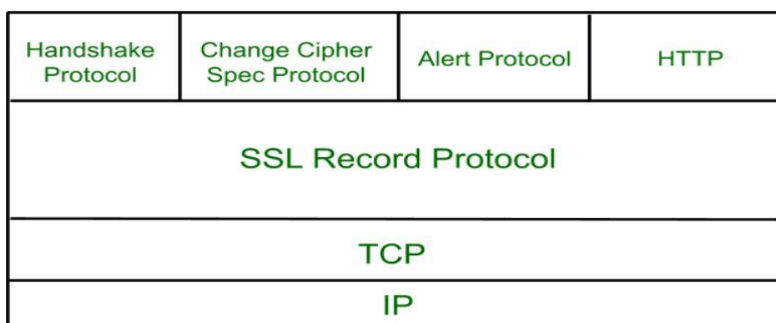 Handshake
Protocol
Change Cipher
Spec Protocol
Alert Protocol
HTTP
SSL Record Protocol
TCP
IP